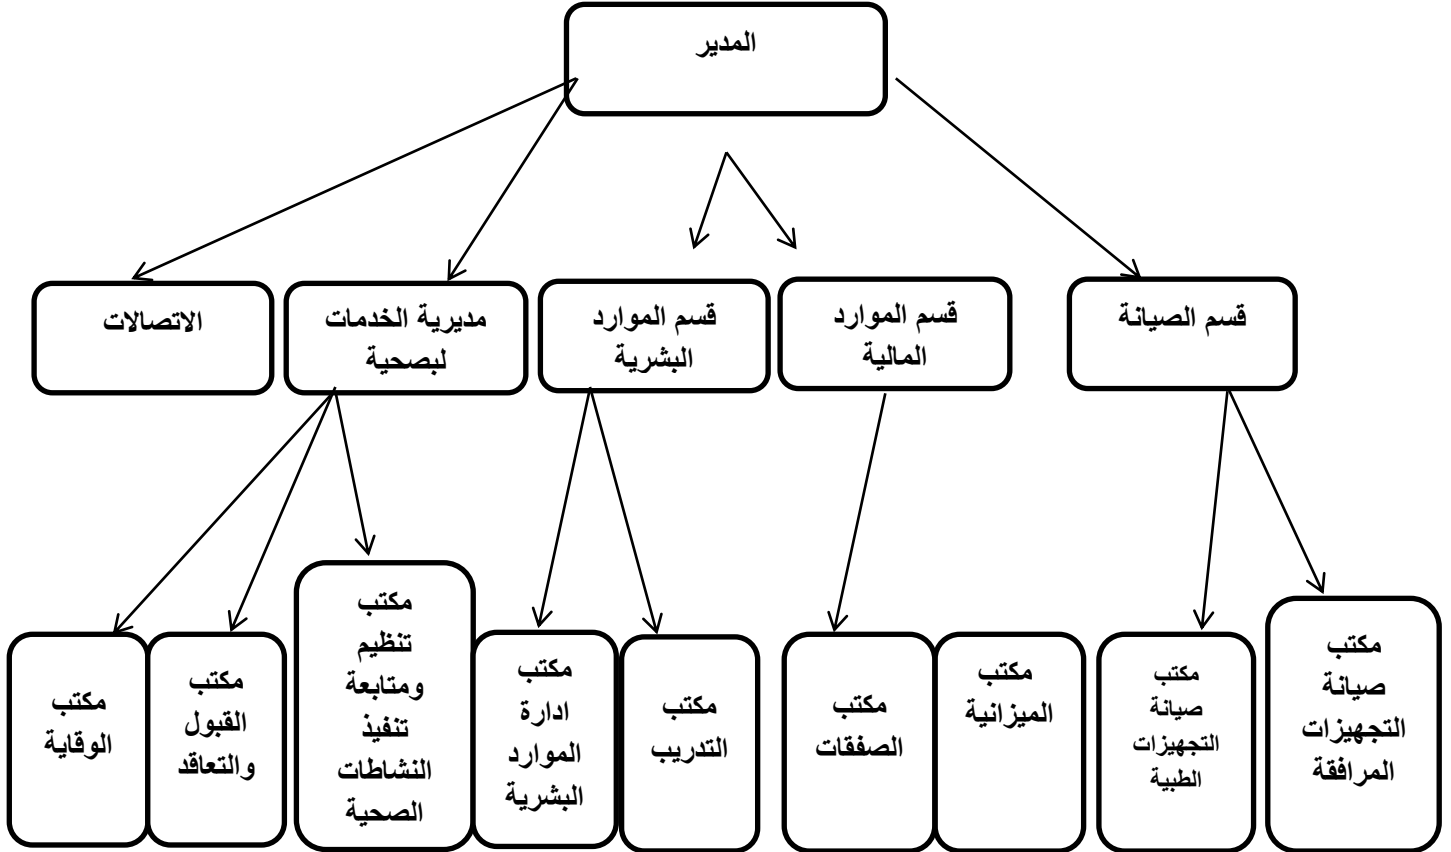 المدير
قسم الصيانة
قسم الموارد
المالية
قسم الموارد
البشرية
مديرية الخدمات
لبصحية
الاتصالات
مكتب
صيانة
التجهيزات
المرافقة
مكتب
صيانة
التجهيزات
الطبية
مكتب
الميزانية
مكتب
الصفقات
مكتب
التدريب
مكتب
ادارة
الموارد
البشرية
مكتب
تنظيم
ومتابعة
تنفيذ
النشاطات
الصحية
مكتب
القبول
والتعاقد
مكتب
الوقاية